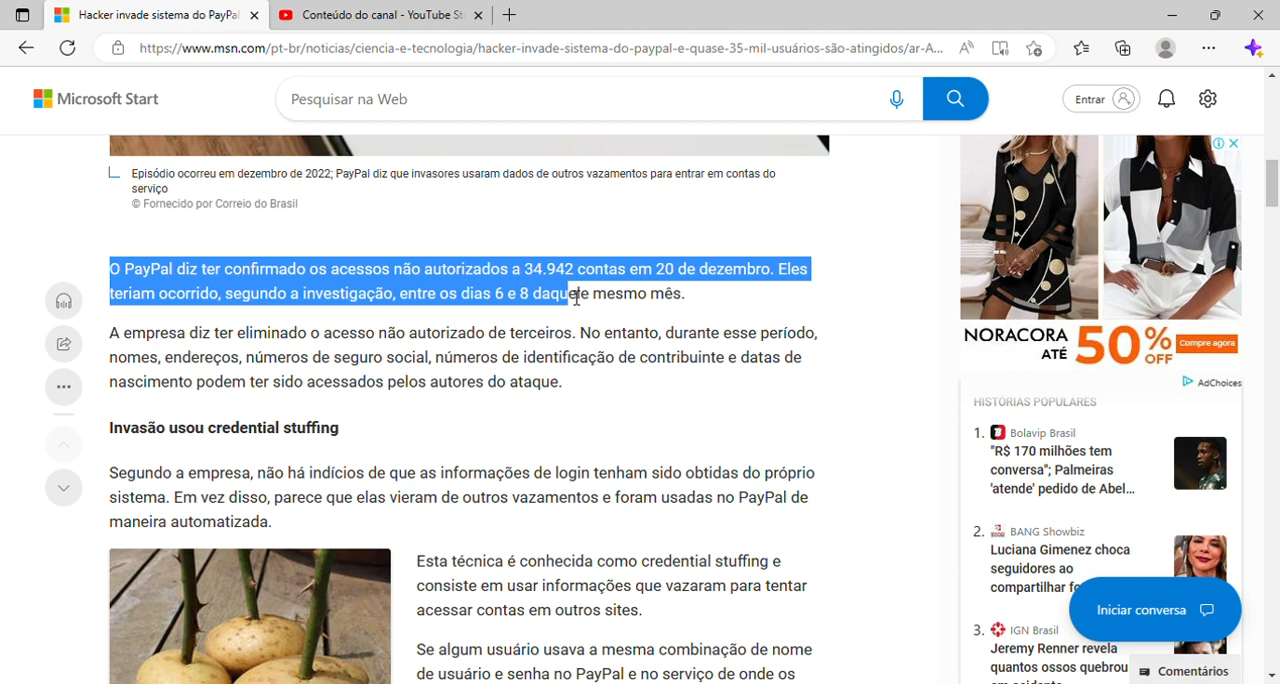 Hacker invade sistema do PayPal
Conteúdo do canal - YouTube St
https://www.msn.com/pt-br/noticias/ciencia-e-tecnologia/hacker-invade-sistema-do-paypal-e-quase-35-mil-usuários-são-atingidos/ar-A...
Microsoft Start
Pesquisar na Web
Entrar
Episódio ocorreu em dezembro de 2022; PayPal diz que invasores usaram dados de outros vazamentos para entrar em contas do
serviço
© Fornecido por Correio do Brasil
O PayPal diz ter confirmado os acessos não autorizados a 34.942 contas em 20 de dezembro. Eles
teriam ocorrido, segundo a investigação, entre os dias 6 e 8 daquele mesmo mês.
A empresa diz ter eliminado o acesso não autorizado de terceiros. No entanto, durante esse período,
nomes, endereços, números de seguro social, números de identificação de contribuinte e datas de
nascimento podem ter sido acessados pelos autores do ataque.
Invasão usou credential stuffing
Segundo a empresa, não há indícios de que as informações de login tenham sido obtidas do próprio
sistema. Em vez disso, parece que elas vieram de outros vazamentos e foram usadas no PayPal de
maneira automatizada.
Esta técnica é conhecida como credential stuffing e
consiste em usar informações que vazaram para tentar
acessar contas em outros sites.
Se algum usuário usava a mesma combinação de nome
de usuário e senha no PayPal e no serviço de onde os
NORACORA
ATÉ
50% OFF
Compre agora
AdChoices
HISTÓRIAS POPULARES
1. Bolavip Brasil
"R$ 170 milhões tem
conversa"; Palmeiras
'atende' pedido de Abel...
2. BANG Showbiz
Luciana Gimenez choca
seguidores ao
compartilhar
Iniciar conversa
3. IGN Brasil
Jeremy Renner revela
quantos ossos quebrou
Comentários